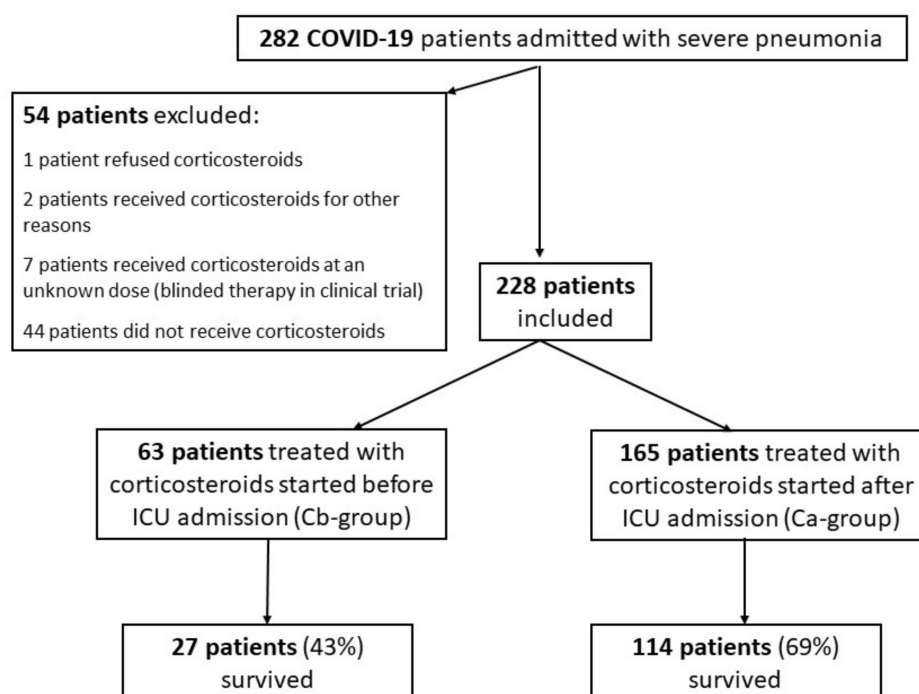 282 COVID-19 patients admitted with severe pneumonia
54 patients excluded:
1 patient refused corticosteroids
2 patients received corticosteroids for other
reasons
7 patients received corticosteroids at an
unknown dose (blinded therapy in clinical trial)
44 patients did not receive corticosteroids
228 patients
included
63 patients treated with
corticosteroids started before
ICU admission (Cb-group)
165 patients treated with
corticosteroids started after
ICU admission (Ca-group)
27 patients (43%)
survived
114 patients (69%)
survived